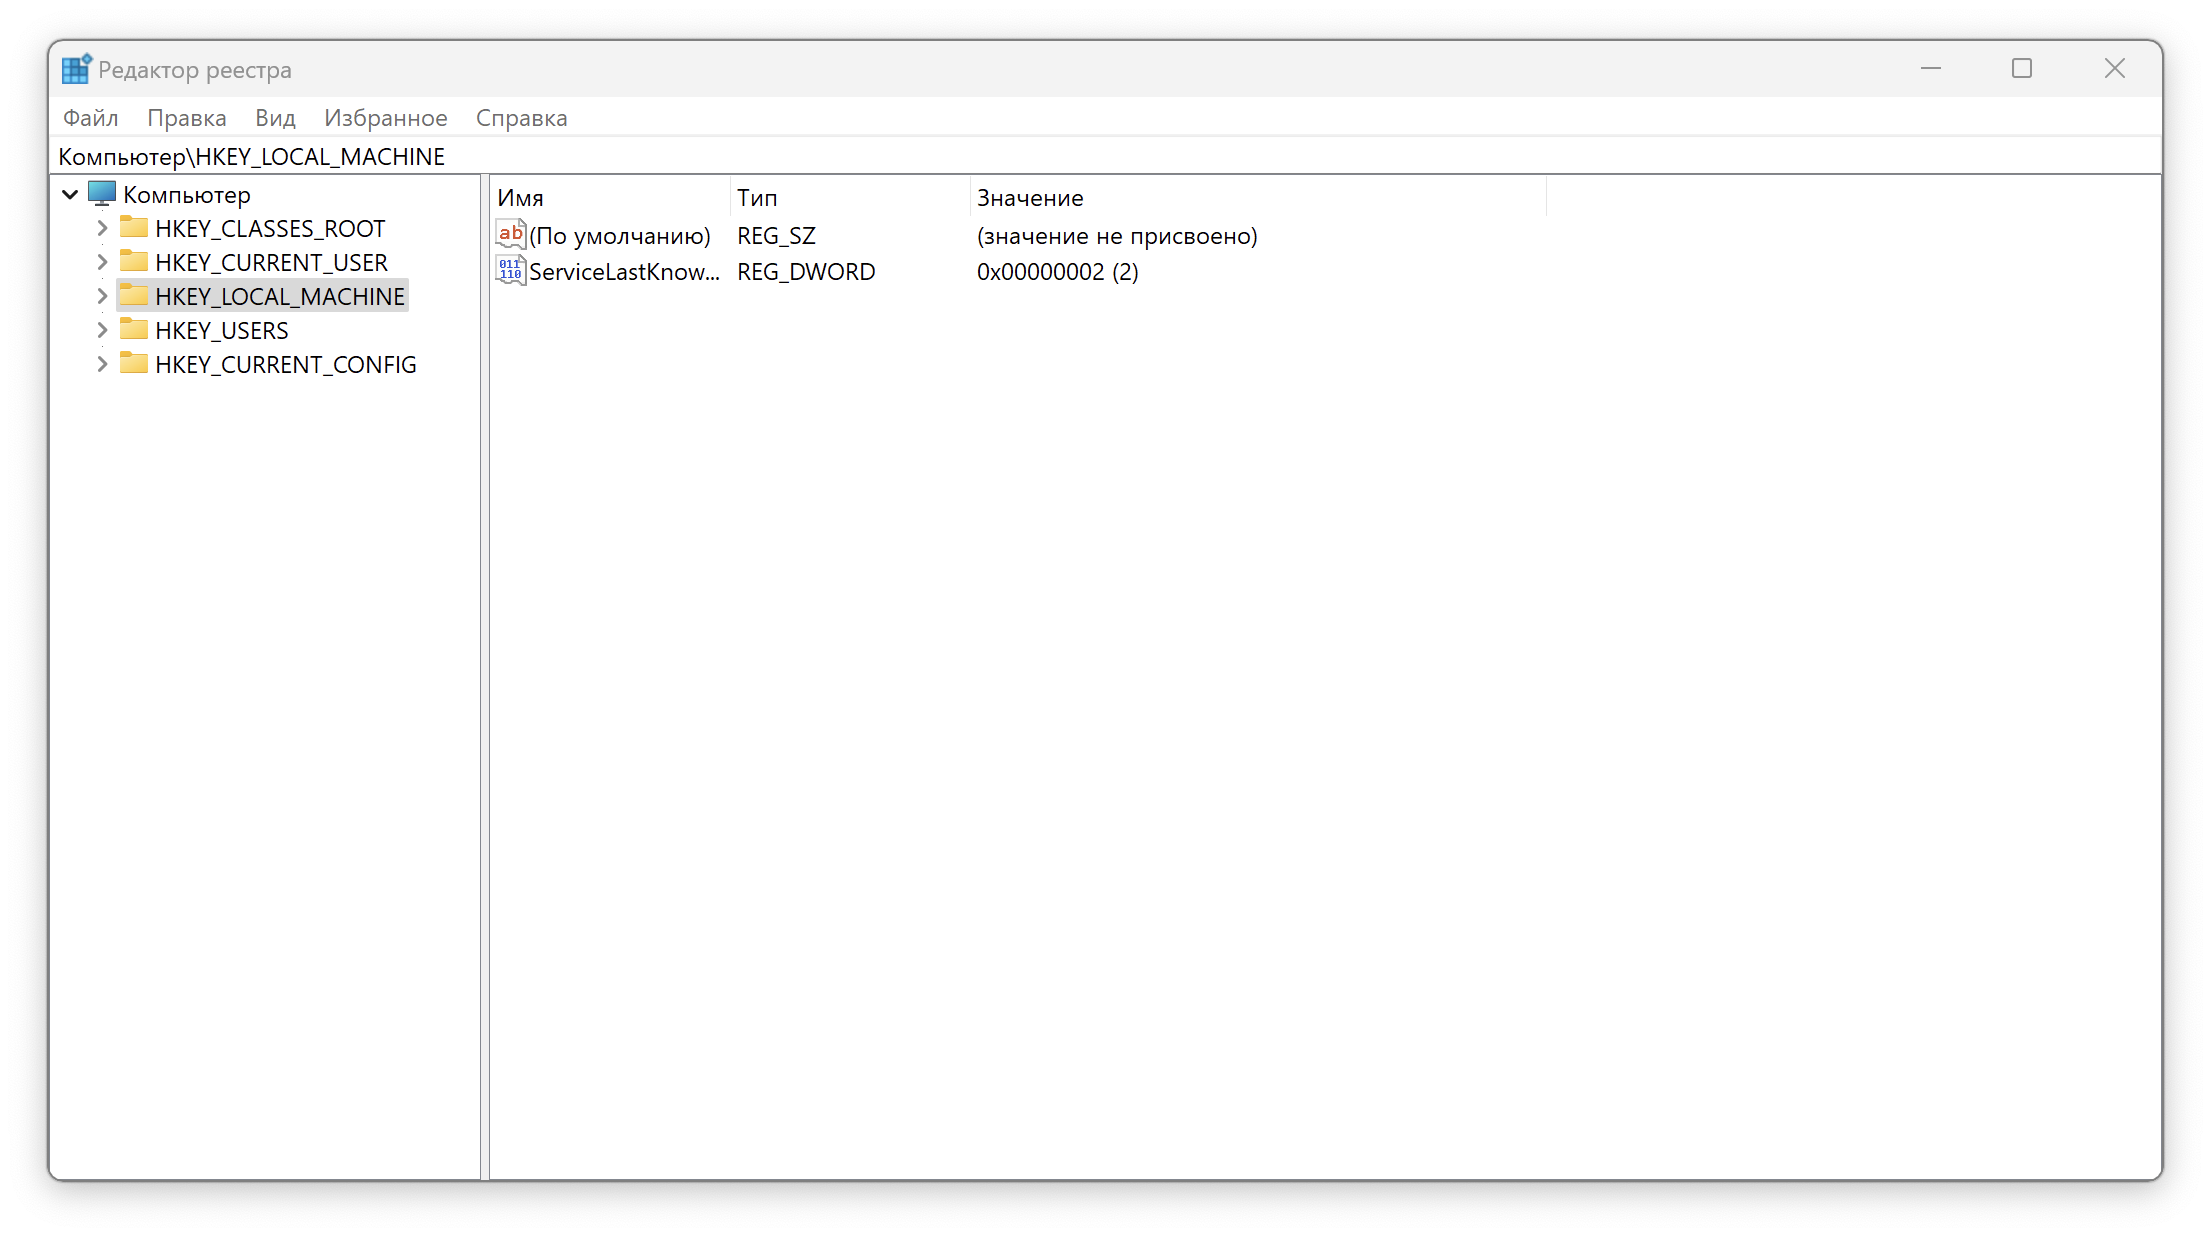 Редактор реестра
Файл Правка Вид Избранное Справка
Компьютер\HKEY_LOCAL_MACHINE
Компьютер
HKEY_CLASSES_ROOT
HKEY_CURRENT_USER
HKEY_LOCAL_MACHINE
HKEY_USERS
HKEY_CURRENT_CONFIG
Имя Тип Значение
(По умолчанию) REG_SZ (значение не присвоено)
ServiceLastKnow... REG_DWORD 0x00000002 (2)